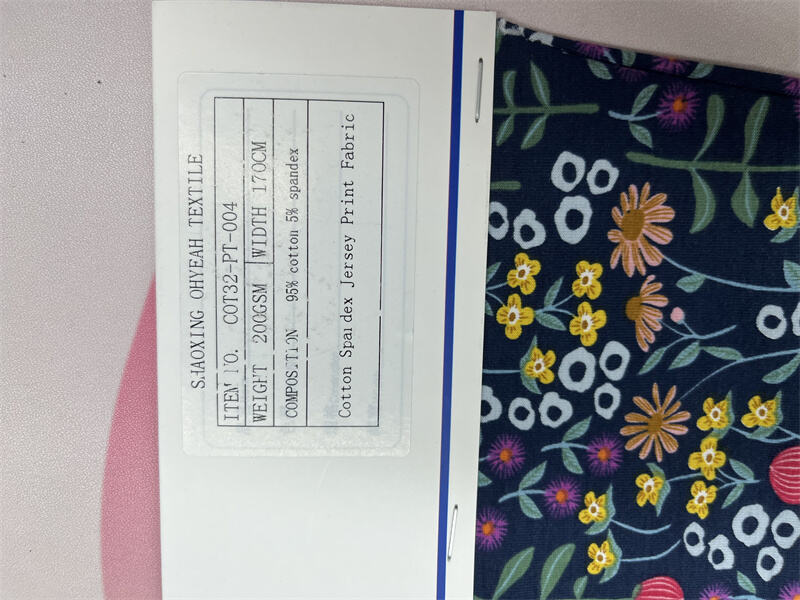 SHAOXING OHYEAH TEXTILE
ITEM NO. COT32-PT-004
WEIGHT 200GSM WIDTH 170CM
COMPOSITION 95% cotton 5% spandex
Cotton Spandex Jersey Print Fabric